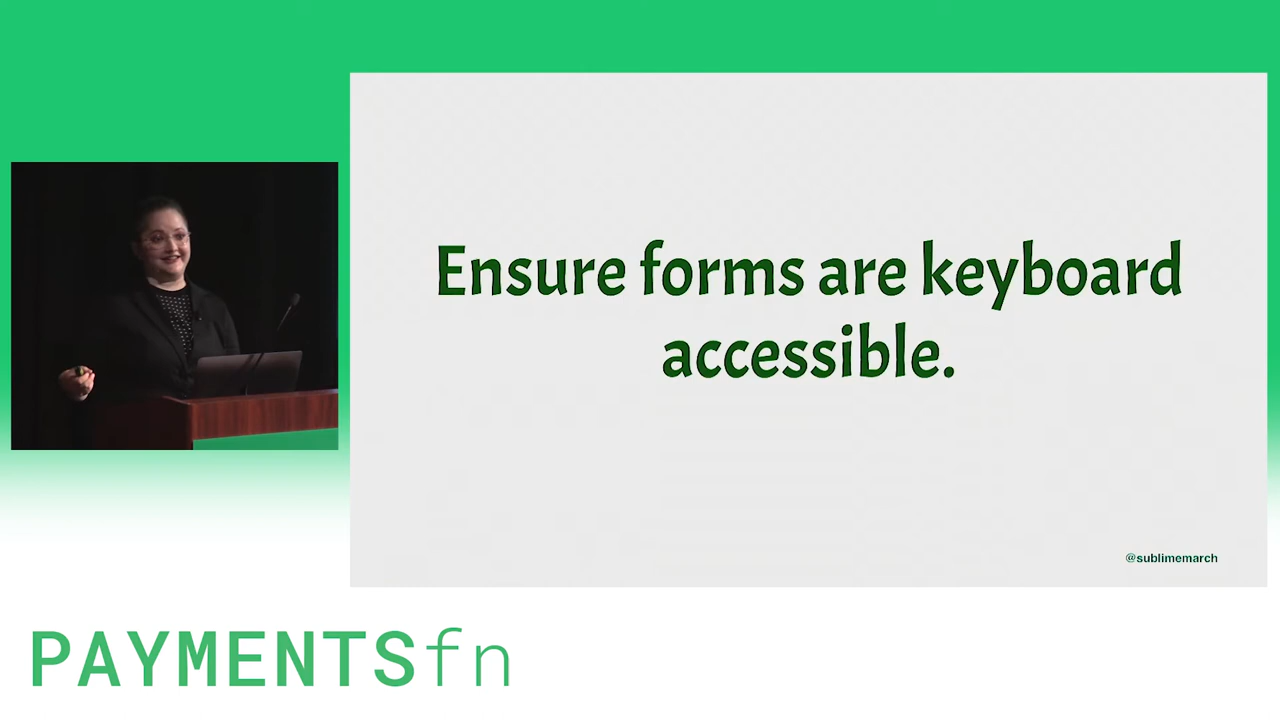 Ensure forms are keyboard
accessible.
@sublimemarch
PAYMENTSfn